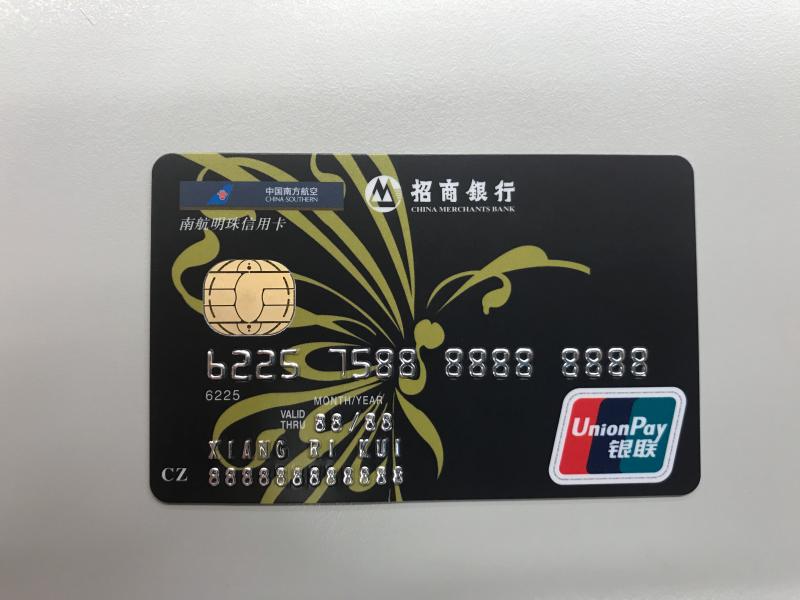 中国南方航空
CHINA SOUTHERN
招商银行
CHINA MERCHANTS BANK
南航明珠信用卡
6225 7588 8888 8888
6225
MONTH/YEAR
VALID THRU 88/88
XIANG RI KUI
CZ 888888888888
UnionPay
银联